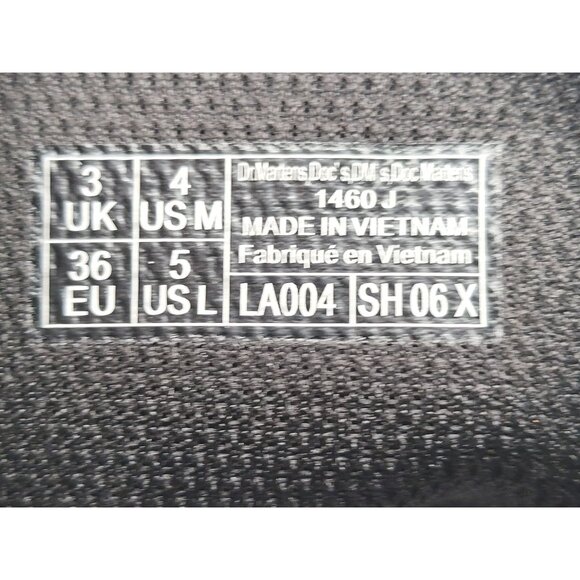 3 UK
4 US M
36 EU
5 US L
Dr.Martens,Doc's,DM's,Doc.Martens
1460 J
MADE IN VIETNAM
Fabriqué en Vietnam
LA004
SH 06 X